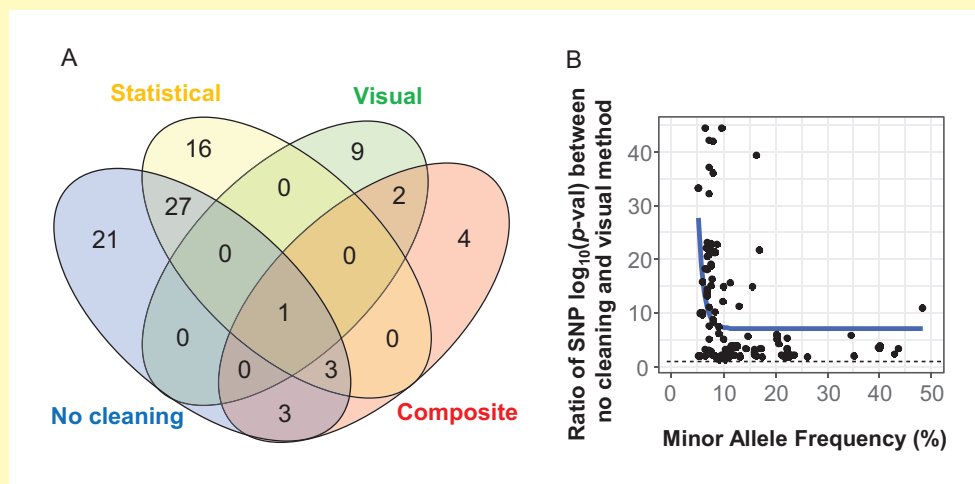 A
Statistical
Visual
16
9
0
2
27
21
0
0
4
1
0
0
0
3
3
No cleaning
Composite
B
Ratio of SNP log10(p-val) between
no cleaning and visual method
40
30
20
10
0
0 10 20 30 40 50
Minor Allele Frequency (%)